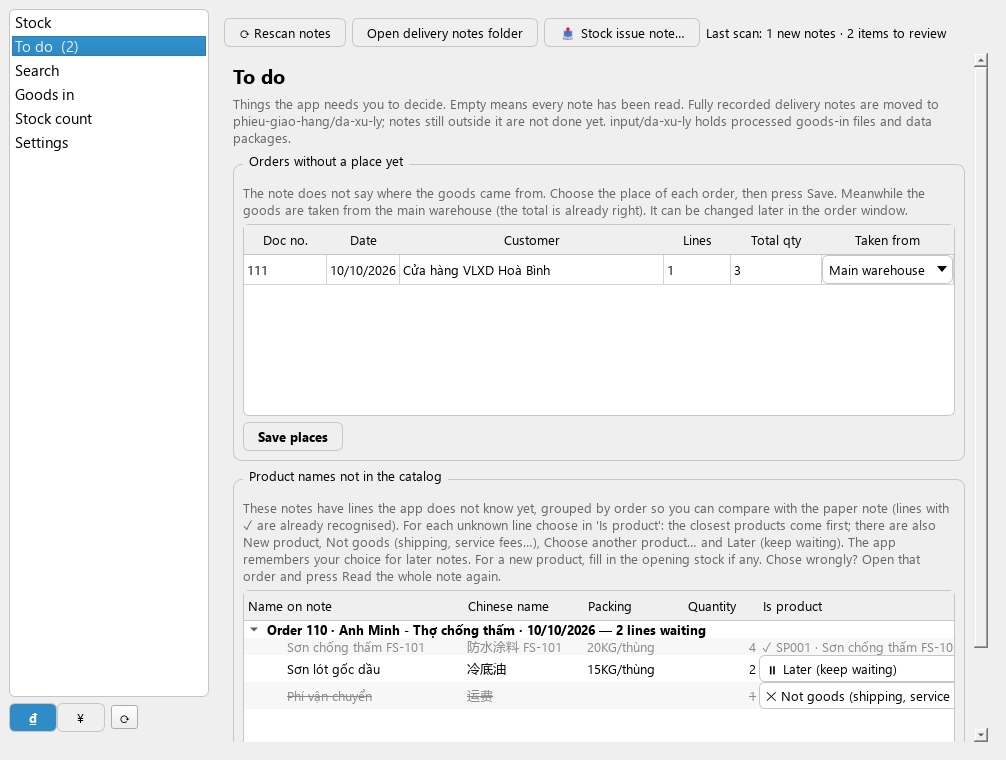 Stock
To do (2)
Search
Goods in
Stock count
Settings
₫
¥
⟳
⟳ Rescan notes
Open delivery notes folder
Stock issue note...
Last scan: 1 new notes · 2 items to review
To do
Things the app needs you to decide. Empty means every note has been read. Fully recorded delivery notes are moved to
phieu-giao-hang/da-xu-ly; notes still outside it are not done yet. input/da-xu-ly holds processed goods-in files and data
packages.
Orders without a place yet
The note does not say where the goods came from. Choose the place of each order, then press Save. Meanwhile the
goods are taken from the main warehouse (the total is already right). It can be changed later in the order window.
Doc no. Date Customer Lines Total qty Taken from
111 10/10/2026 Cửa hàng VLXD Hoà Bình 1 3 Main warehouse
Save places
Product names not in the catalog
These notes have lines the app does not know yet, grouped by order so you can compare with the paper note (lines with
✓ are already recognised). For each unknown line choose in 'Is product': the closest products come first; there are also
New product, Not goods (shipping, service fees...), Choose another product... and Later (keep waiting). The app
remembers your choice for later notes. For a new product, fill in the opening stock if any. Chose wrongly? Open that
order and press Read the whole note again.
Name on note Chinese name Packing Quantity Is product
Order 110 · Anh Minh - Thợ chống thấm · 10/10/2026 — 2 lines waiting
Sơn chống thấm FS-101 防水涂料 FS-101 20KG/thùng 4 ✓ SP001 · Sơn chống thấm FS-10
Sơn lót gốc dầu 冷底油 15KG/thùng 2 ⏸ Later (keep waiting)
Phí vận chuyển 运费 1 ✕ Not goods (shipping, service